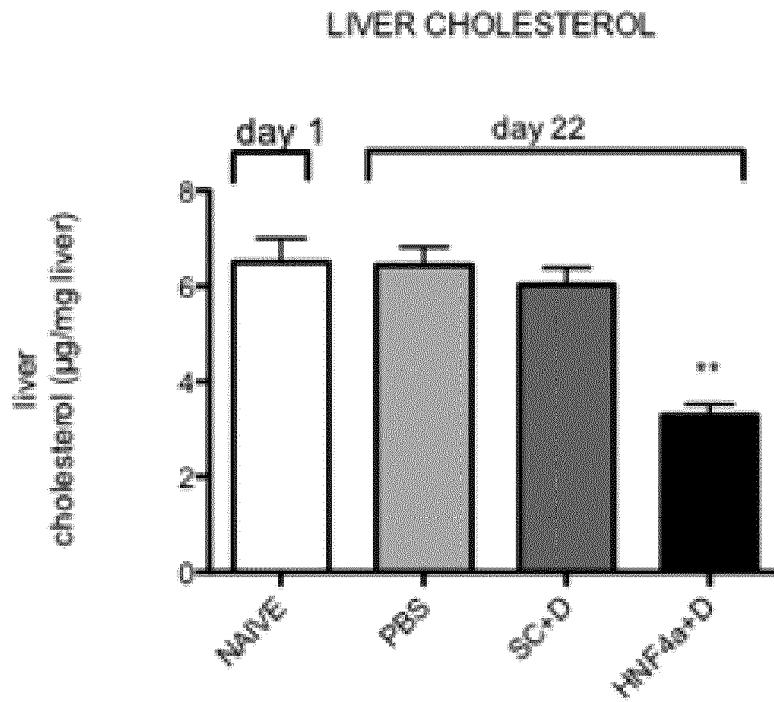 LIVER CHOLESTEROL
day 1
day 22
liver
cholesterol (µg/mg liver)
8
6
4
2
0
**
NAIVE
PBS
SC+D
HNF4a+D